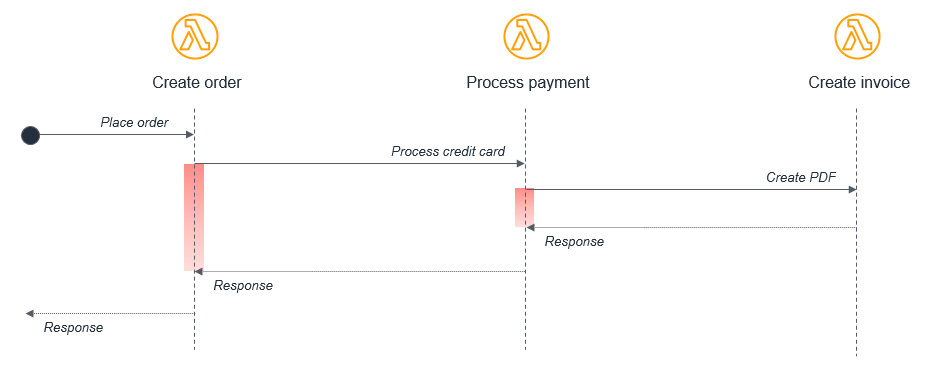 Create order
Process payment
Create invoice
Place order
Process credit card
Create PDF
Response
Response
Response